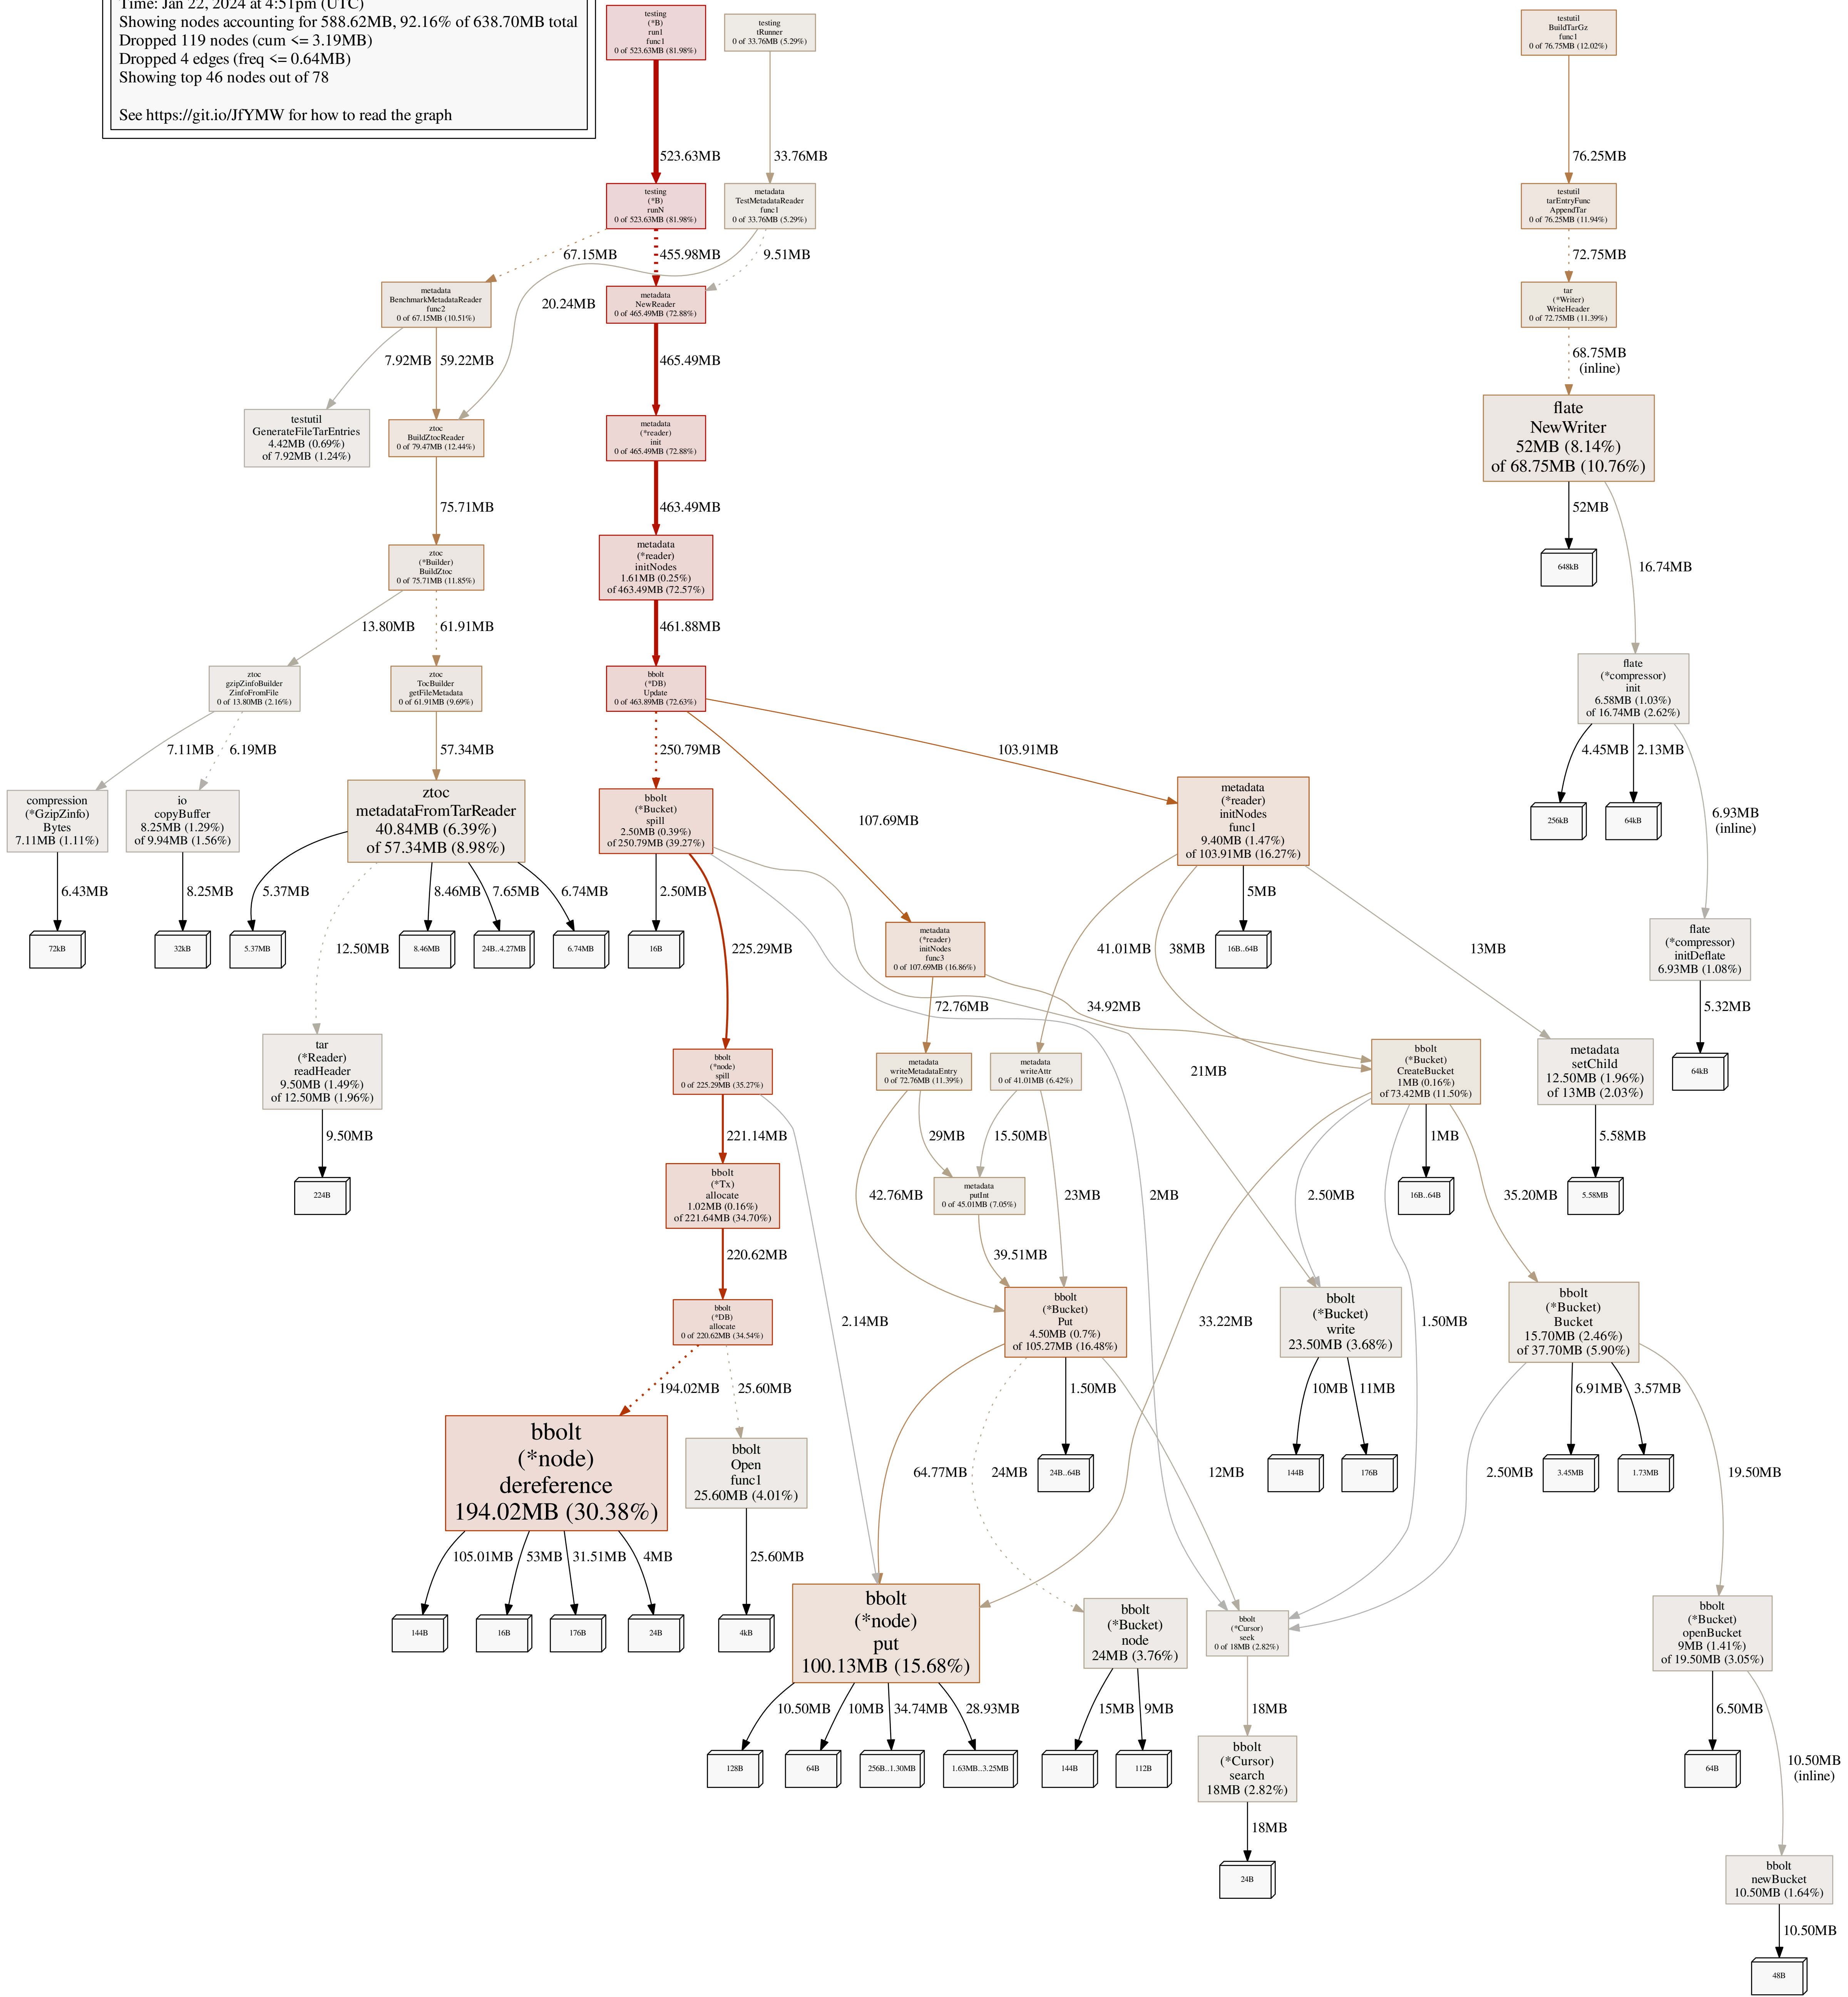 Time: Jan 22, 2024 at 4:51pm (UTC)
Showing nodes accounting for 588.62MB, 92.16% of 638.70MB total
Dropped 119 nodes (cum <= 3.19MB)
Dropped 4 edges (freq <= 0.64MB)
Showing top 46 nodes out of 78
See https://git.io/JfYMW for how to read the graph
testing
(*B)
run1
func1
0 of 523.63MB (81.98%)
testing
tRunner
0 of 33.76MB (5.29%)
testutil
BuildTarGz
func1
0 of 76.75MB (12.02%)
523.63MB
33.76MB
76.25MB
testing
(*B)
runN
0 of 523.63MB (81.98%)
metadata
TestMetadataReader
func1
0 of 33.76MB (5.29%)
testutil
tarEntryFunc
AppendTar
0 of 76.25MB (11.94%)
67.15MB
455.98MB
9.51MB
72.75MB
metadata
BenchmarkMetadataReader
func2
0 of 67.15MB (10.51%)
20.24MB
metadata
NewReader
0 of 465.49MB (72.88%)
tar
(*Writer)
WriteHeader
0 of 72.75MB (11.39%)
7.92MB
59.22MB
465.49MB
68.75MB
(inline)
testutil
GenerateFileTarEntries
4.42MB (0.69%)
of 7.92MB (1.24%)
ztoc
BuildZtocReader
0 of 79.47MB (12.44%)
metadata
(*reader)
init
0 of 465.49MB (72.88%)
flate
NewWriter
52MB (8.14%)
of 68.75MB (10.76%)
75.71MB
463.49MB
52MB
16.74MB
ztoc
(*Builder)
BuildZtoc
0 of 75.71MB (11.85%)
metadata
(*reader)
initNodes
1.61MB (0.25%)
of 463.49MB (72.57%)
648kB
13.80MB
61.91MB
461.88MB
ztoc
gzipZinfoBuilder
ZinfoFromFile
0 of 13.80MB (2.16%)
ztoc
TocBuilder
getFileMetadata
0 of 61.91MB (9.69%)
bbolt
(*DB)
Update
0 of 463.89MB (72.63%)
flate
(*compressor)
init
6.58MB (1.03%)
of 16.74MB (2.62%)
7.11MB
6.19MB
57.34MB
250.79MB
107.69MB
103.91MB
4.45MB
2.13MB
6.93MB
(inline)
compression
(*GzipZinfo)
Bytes
7.11MB (1.11%)
io
copyBuffer
8.25MB (1.29%)
of 9.94MB (1.56%)
ztoc
metadataFromTarReader
40.84MB (6.39%)
of 57.34MB (8.98%)
bbolt
(*Bucket)
spill
2.50MB (0.39%)
of 250.79MB (39.27%)
metadata
(*reader)
initNodes
func1
9.40MB (1.47%)
of 103.91MB (16.27%)
256kB
64kB
6.43MB
8.25MB
5.37MB
12.50MB
8.46MB
7.65MB
6.74MB
2.50MB
225.29MB
41.01MB
38MB
5MB
13MB
72kB
32kB
5.37MB
8.46MB
24B..4.27MB
6.74MB
16B
metadata
(*reader)
initNodes
func3
0 of 107.69MB (16.86%)
16B..64B
flate
(*compressor)
initDeflate
6.93MB (1.08%)
72.76MB
34.92MB
5.32MB
tar
(*Reader)
readHeader
9.50MB (1.49%)
of 12.50MB (1.96%)
bbolt
(*node)
spill
0 of 225.29MB (35.27%)
metadata
writeMetadataEntry
0 of 72.76MB (11.39%)
metadata
writeAttr
0 of 41.01MB (6.42%)
21MB
bbolt
(*Bucket)
CreateBucket
1MB (0.16%)
of 73.42MB (11.50%)
metadata
setChild
12.50MB (1.96%)
of 13MB (2.03%)
64kB
9.50MB
221.14MB
29MB
15.50MB
1MB
5.58MB
224B
bbolt
(*Tx)
allocate
1.02MB (0.16%)
of 221.64MB (34.70%)
42.76MB
metadata
putInt
0 of 45.01MB (7.05%)
23MB
2MB
2.50MB
16B..64B
35.20MB
5.58MB
220.62MB
39.51MB
bbolt
(*DB)
allocate
0 of 220.62MB (34.54%)
2.14MB
bbolt
(*Bucket)
Put
4.50MB (0.7%)
of 105.27MB (16.48%)
33.22MB
bbolt
(*Bucket)
write
23.50MB (3.68%)
1.50MB
bbolt
(*Bucket)
Bucket
15.70MB (2.46%)
of 37.70MB (5.90%)
194.02MB
25.60MB
1.50MB
10MB
11MB
6.91MB
3.57MB
bbolt
(*node)
dereference
194.02MB (30.38%)
bbolt
Open
func1
25.60MB (4.01%)
64.77MB
24MB
24B..64B
12MB
144B
176B
2.50MB
3.45MB
1.73MB
19.50MB
105.01MB
53MB
31.51MB
4MB
25.60MB
144B
16B
176B
24B
4kB
bbolt
(*node)
put
100.13MB (15.68%)
bbolt
(*Bucket)
node
24MB (3.76%)
bbolt
(*Cursor)
seek
0 of 18MB (2.82%)
bbolt
(*Bucket)
openBucket
9MB (1.41%)
of 19.50MB (3.05%)
10.50MB
10MB
34.74MB
28.93MB
15MB
9MB
18MB
6.50MB
10.50MB
(inline)
128B
64B
256B..1.30MB
1.63MB..3.25MB
144B
112B
bbolt
(*Cursor)
search
18MB (2.82%)
64B
18MB
24B
bbolt
newBucket
10.50MB (1.64%)
10.50MB
48B